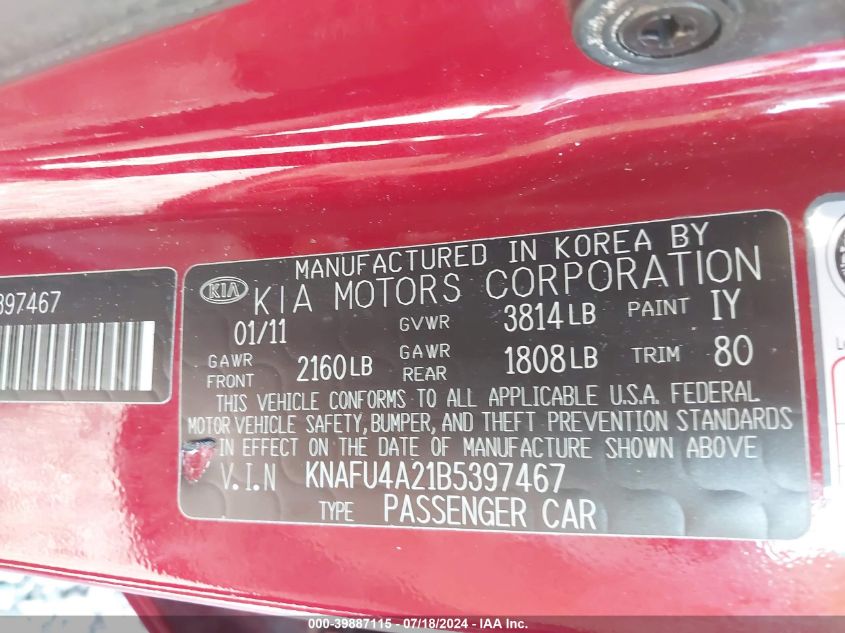 397467
MANUFACTURED IN KOREA BY
KIA KIA MOTORS CORPORATION
01/11 GVWR 3814LB PAINT IY
GAWR FRONT 2160LB GAWR REAR 1808LB TRIM 80
THIS VEHICLE CONFORMS TO ALL APPLICABLE U.S.A. FEDERAL
MOTOR VEHICLE SAFETY, BUMPER, AND THEFT PREVENTION STANDARDS
IN EFFECT ON THE DATE OF MANUFACTURE SHOWN ABOVE
V.I.N KNAFU4A21B5397467
TYPE PASSENGER CAR
000-39887115 - 07/18/2024 - IAA Inc.